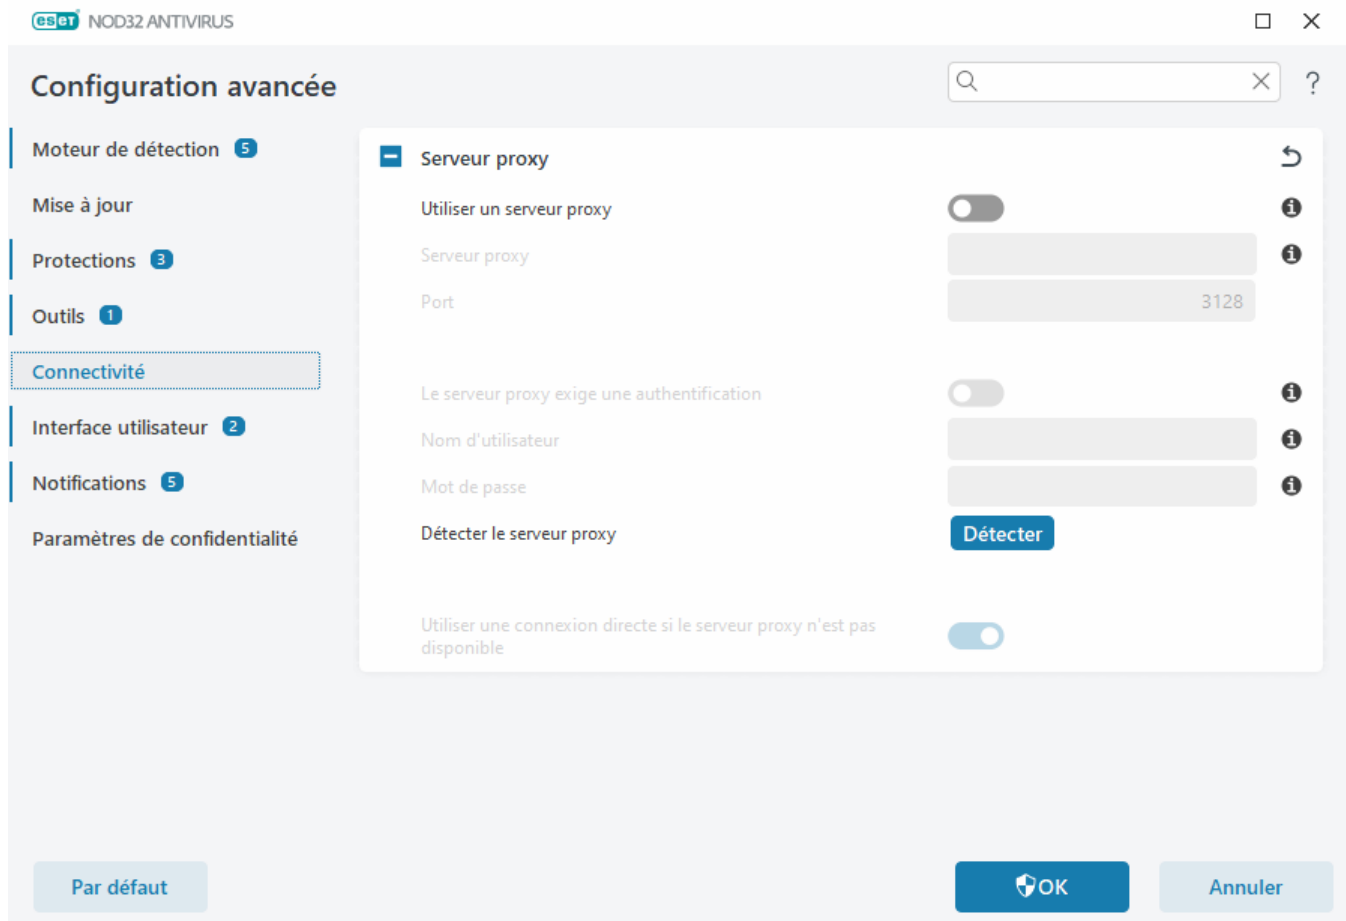 eset NOD32 ANTIVIRUS
Configuration avancée
?
Moteur de détection 5
Mise à jour
Protections 3
Outils 1
Connectivité
Interface utilisateur 2
Notifications 5
Paramètres de confidentialité
Serveur proxy
Utiliser un serveur proxy
Serveur proxy
Port 3128
Le serveur proxy exige une authentification
Nom d'utilisateur
Mot de passe
Détecter le serveur proxy Détecter
Utiliser une connexion directe si le serveur proxy n'est pas
disponible
Par défaut OK Annuler